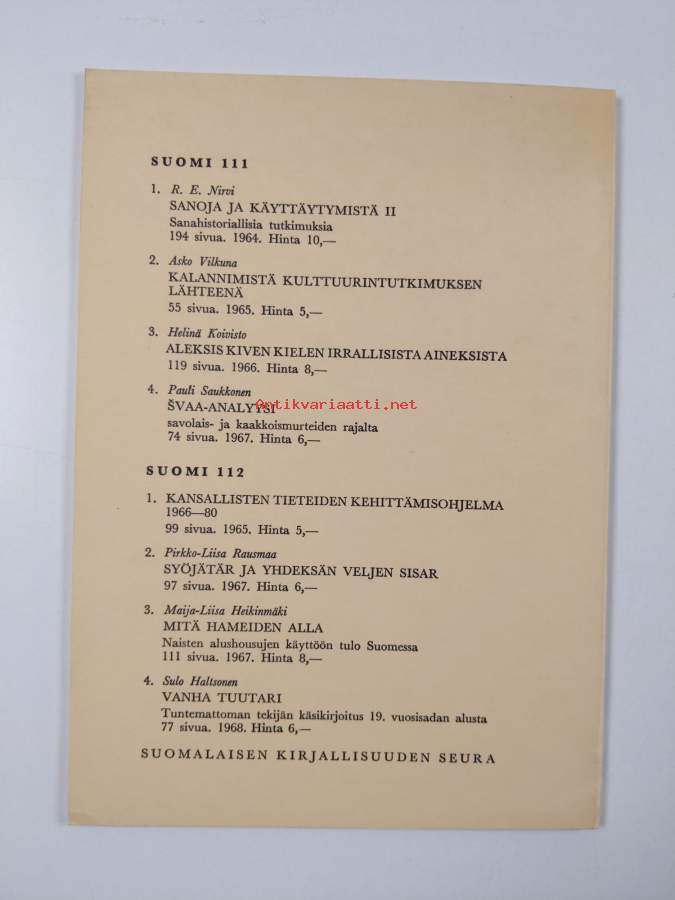 SUOMI 111
1. R. E. Nirvi
SANOJA JA KÄYTTÄYTYMISTÄ II
Sanahistoriallisia tutkimuksia
194 sivua. 1964. Hinta 10,—
2. Asko Vilkuna
KALANNIMISTÄ KULTTUURINTUTKIMUKSEN
LÄHTEENÄ
55 sivua. 1965. Hinta 5,—
3. Helinä Koivisto
ALEKSIS KIVEN KIELEN IRRALLISISTA AINEKSISTA
119 sivua. 1966. Hinta 8,—
4. Pauli Saukkonen
Antikvariaatti.net
ŠVAA-ANALYYSI
savolais- ja kaakkoismurteiden rajalta
74 sivua. 1967. Hinta 6,—
SUOMI 112
1. KANSALLISTEN TIETEIDEN KEHITTÄMISOHJELMA
1966—80
99 sivua. 1965. Hinta 5,—
2. Pirkko-Liisa Rausmaa
SYÖJÄTÄR JA YHDEKSÄN VELJEN SISAR
97 sivua. 1967. Hinta 6,—
3. Maija-Liisa Heikinmäki
MITÄ HAMEIDEN ALLA
Naisten alushousujen käyttöön tulo Suomessa
111 sivua. 1967. Hinta 8,—
4. Sulo Haltsonen
VANHA TUUTARI
Tuntemattoman tekijän käsikirjoitus 19. vuosisadan alusta
77 sivua. 1968. Hinta 6,—
SUOMALAISEN KIRJALLISUUDEN SEURA